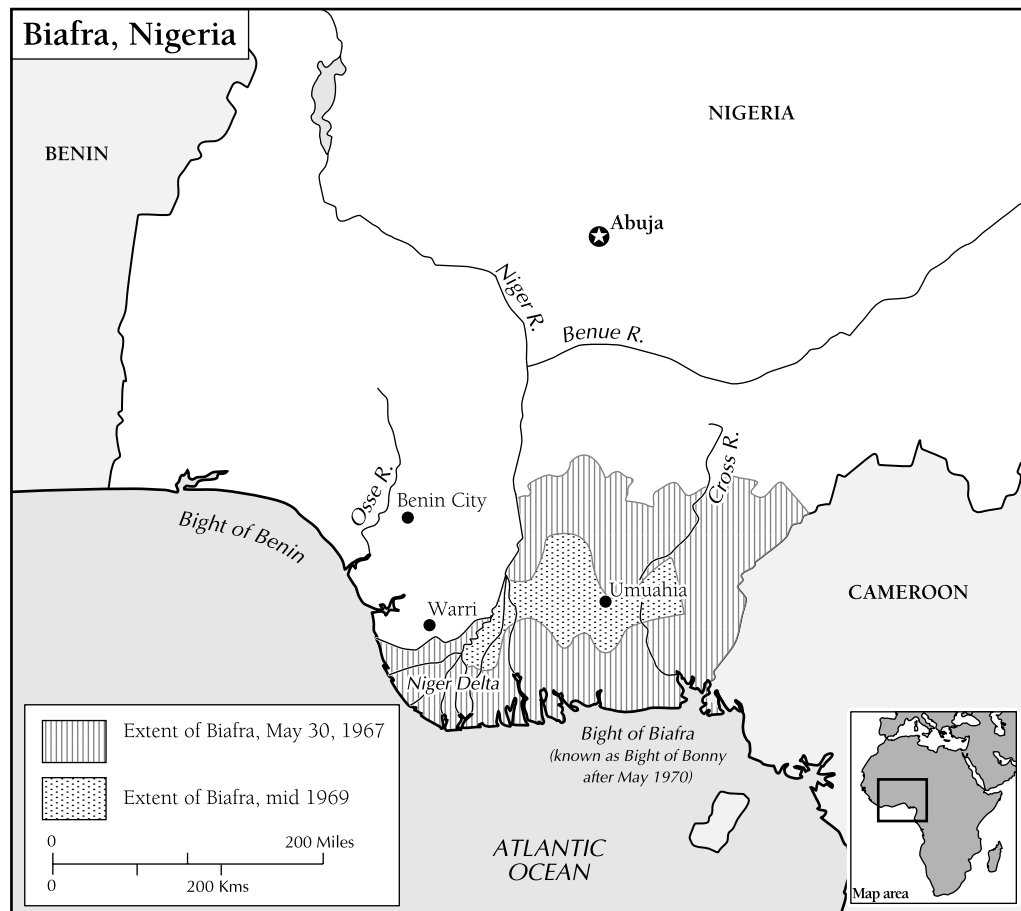 Biafra, Nigeria
NIGERIA
BENIN
Abuja
Niger R.
Benue R.
Cross R.
Osse R.
Benin City
Bight of Benin
Umuahia
CAMEROON
Warri
Niger Delta
Extent of Biafra, May 30, 1967
Extent of Biafra, mid 1969
0
200 Miles
0
200 Kms
Bight of Biafra
(known as Bight of Bonny
after May 1970)
ATLANTIC
OCEAN
Map area